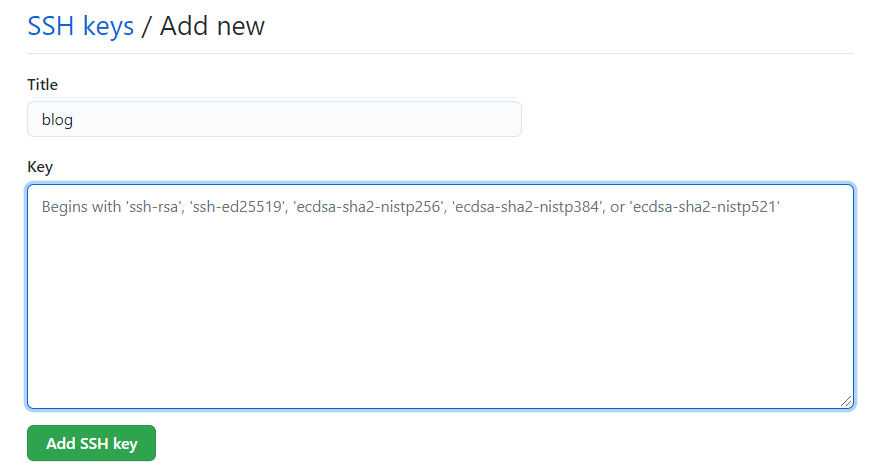 SSH keys / Add new
Title
blog
Key
Begins with 'ssh-rsa', 'ssh-ed25519', 'ecdsa-sha2-nistp256', 'ecdsa-sha2-nistp384', or 'ecdsa-sha2-nistp521'
Add SSH key